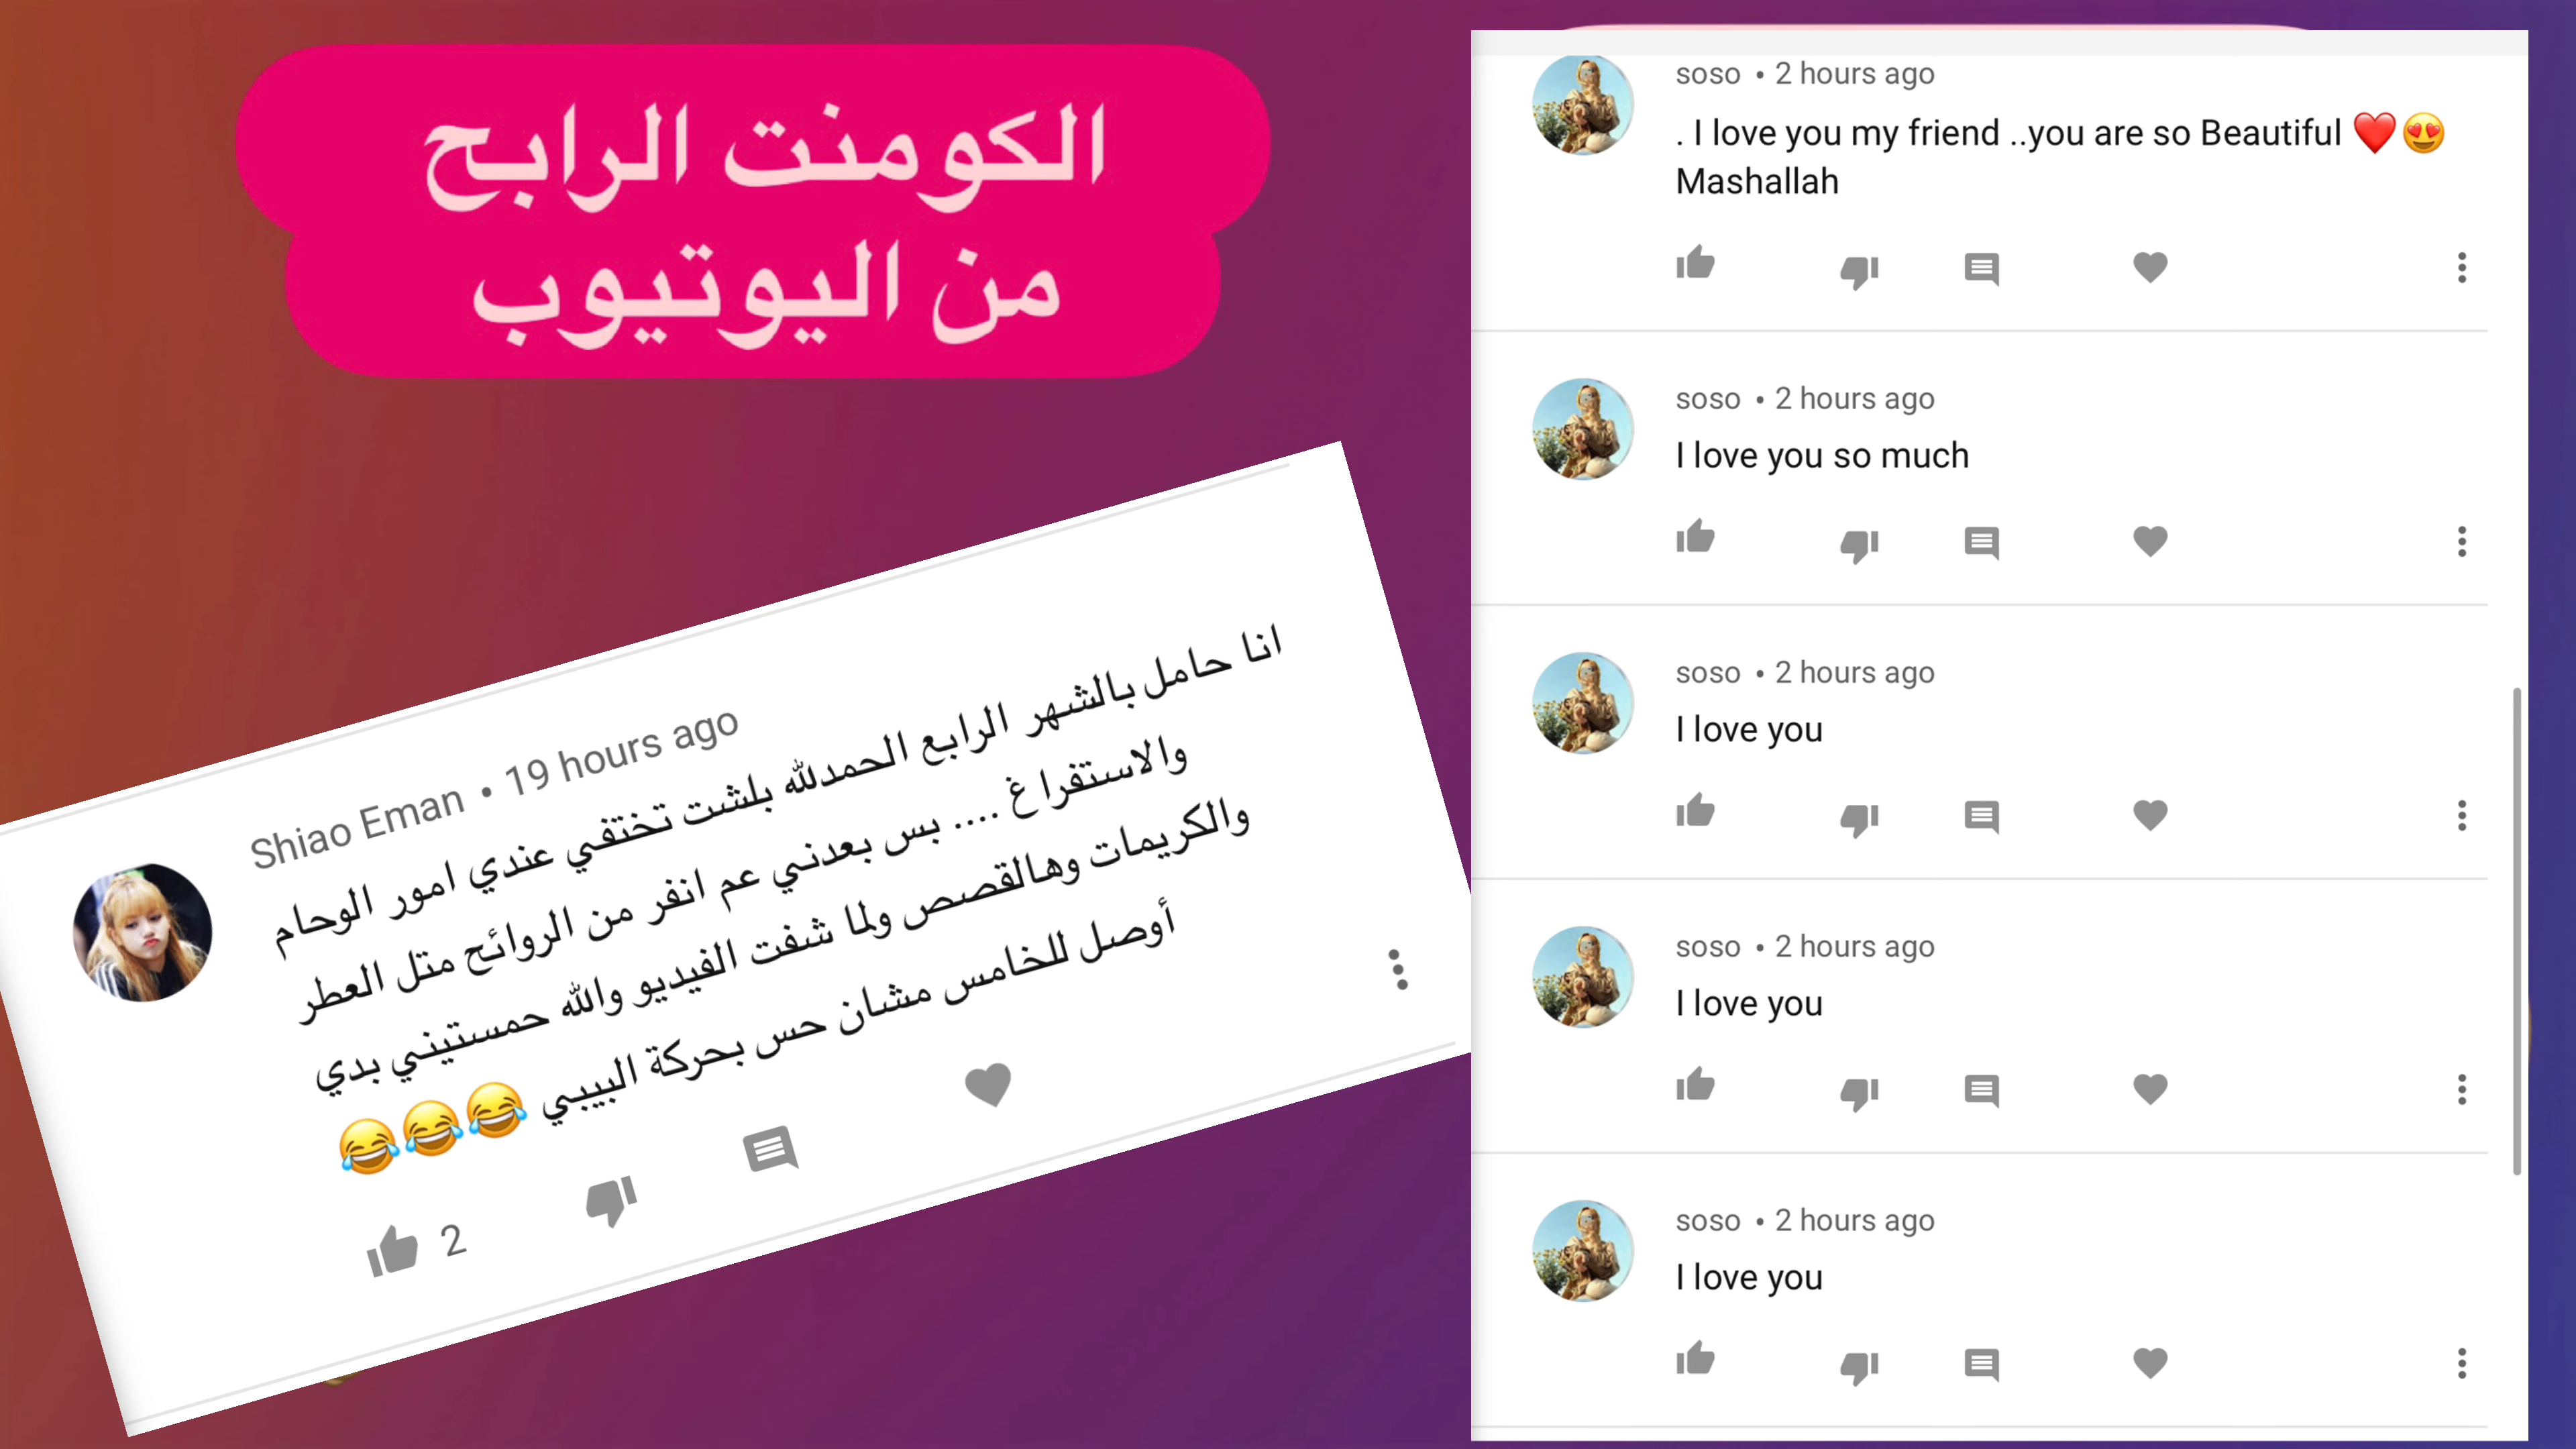 الكومنت الرابح
من اليوتيوب
Shiao Eman • 19 hours ago
انا حامل بالشهر الرابع الحمدلله بلشت تختفي عندي امور الوحام
والاستفراغ .... بس بعدني عم انفر من الروائح متل العطر
والكريمات وهالقصص ولما شفت الفيديو والله حمستيني بدي
أوصل للخامس مشان حس بحركة البيبي 😂😂😂
2
soso • 2 hours ago
. I love you my friend ..you are so Beautiful ❤️😍
Mashallah
soso • 2 hours ago
I love you so much
soso • 2 hours ago
I love you
soso • 2 hours ago
I love you
soso • 2 hours ago
I love you